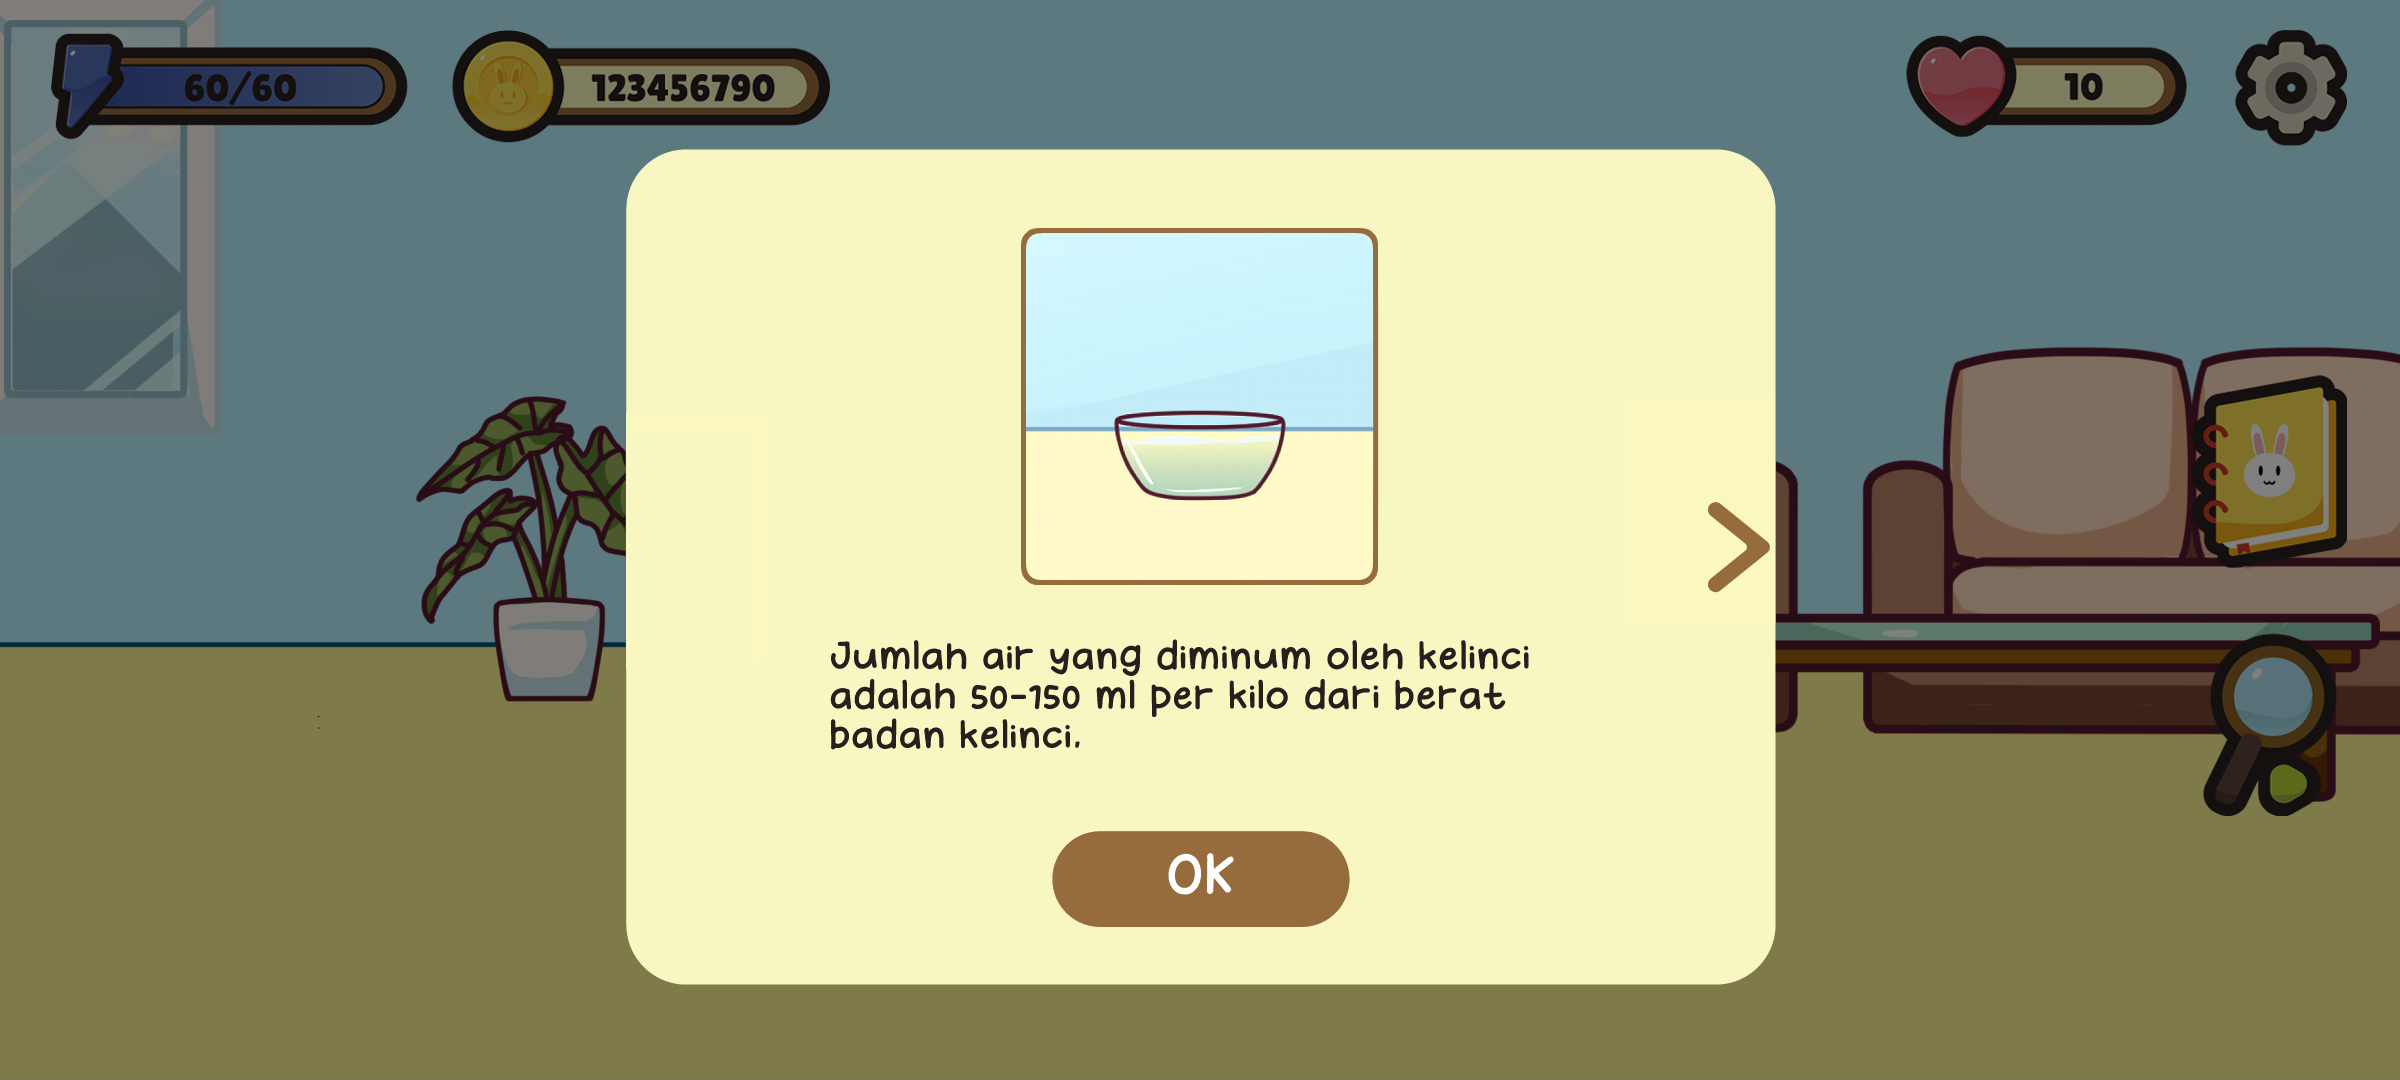 60/60
123456790
10
Jumlah air yang diminum oleh kelinci
adalah 50-150 ml per kilo dari berat
badan kelinci.
OK